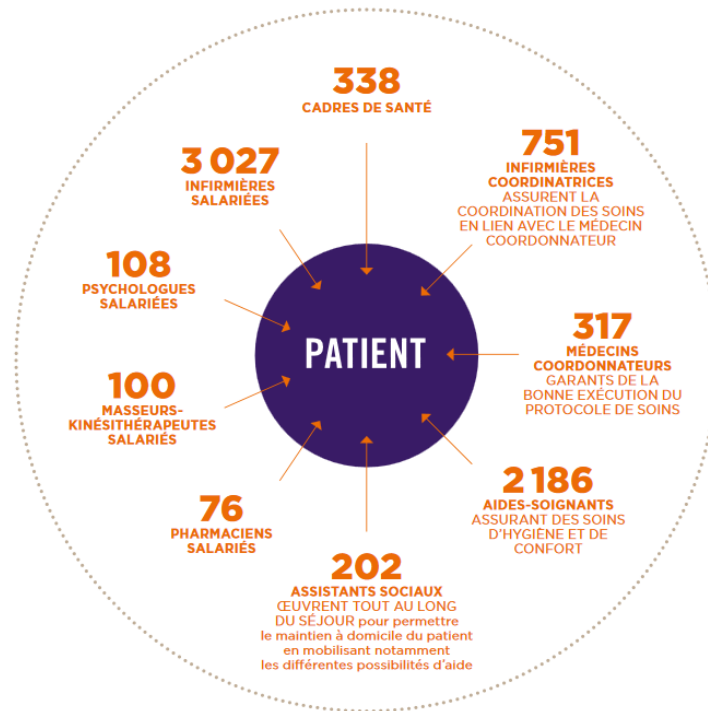 338
CADRES DE SANTÉ
751
INFIRMIÈRES
COORDINATRICES
ASSURENT LA
COORDINATION DES SOINS
EN LIEN AVEC LE MÉDECIN
COORDONNATEUR
317
MÉDECINS
COORDONNATEURS
GARANTS DE LA
BONNE EXÉCUTION DU
PROTOCOLE DE SOINS
2 186
AIDES-SOIGNANTS
ASSURANT DES SOINS
D'HYGIÈNE ET DE
CONFORT
202
ASSISTANTS SOCIAUX
ŒUVRENT TOUT AU LONG
DU SÉJOUR pour permettre
le maintien à domicile du patient
en mobilisant notamment
les différentes possibilités d'aide
76
PHARMACIENS
SALARIÉS
100
MASSEURS-
KINÉSITHÉRAPEUTES
SALARIÉS
108
PSYCHOLOGUES
SALARIÉES
3 027
INFIRMIÈRES
SALARIÉES
PATIENT